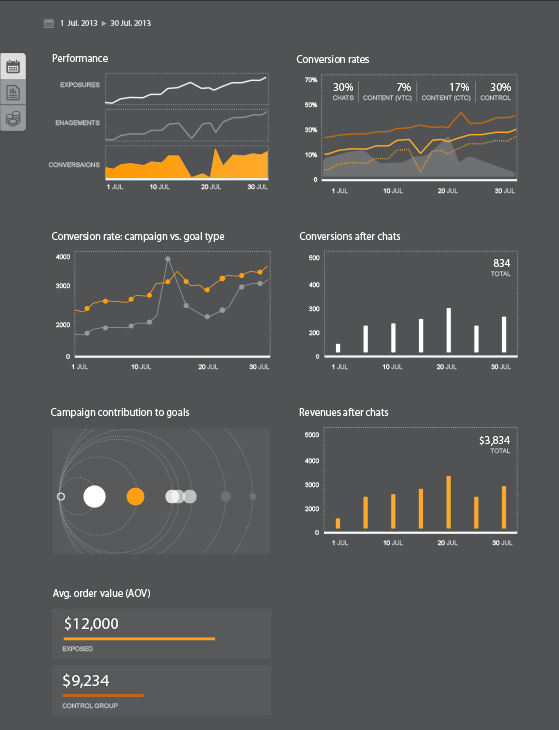 1 Jul. 2013 ▸ 30 Jul. 2013
Performance
EXPOSURES
ENAGEMENTS
CONVERSAIONS
1 JUL 10 JUL 20 JUL 30 JUL
Conversion rates
70%
50%
30%
10%
0
30% 7% 17% 30%
CHATS CONTENT (VTC) CONTENT (CTC) CONTROL
1 JUL 10 JUL 20 JUL 30 JUL
Conversion rate: campaign vs. goal type
4000
3000
2000
0
1 JUL 10 JUL 20 JUL 30 JUL
Conversions after chats
500
400
300
200
0
834
TOTAL
1 JUL 10 JUL 20 JUL 30 JUL
Campaign contribution to goals
Revenues after chats
5000
4000
3000
2000
0
$3,834
TOTAL
1 JUL 10 JUL 20 JUL 30 JUL
Avg. order value (AOV)
$12,000
EXPOSED
$9,234
CONTROL GROUP